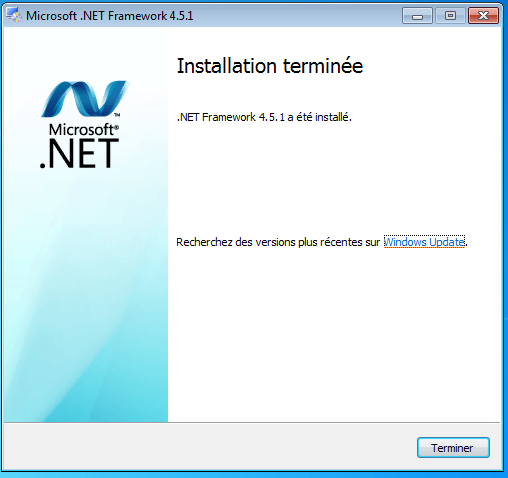 Microsoft .NET Framework 4.5.1
Installation terminée
.NET Framework 4.5.1 a été installé.
Microsoft®
.NET™
Recherchez des versions plus récentes sur Windows Update.
Terminer